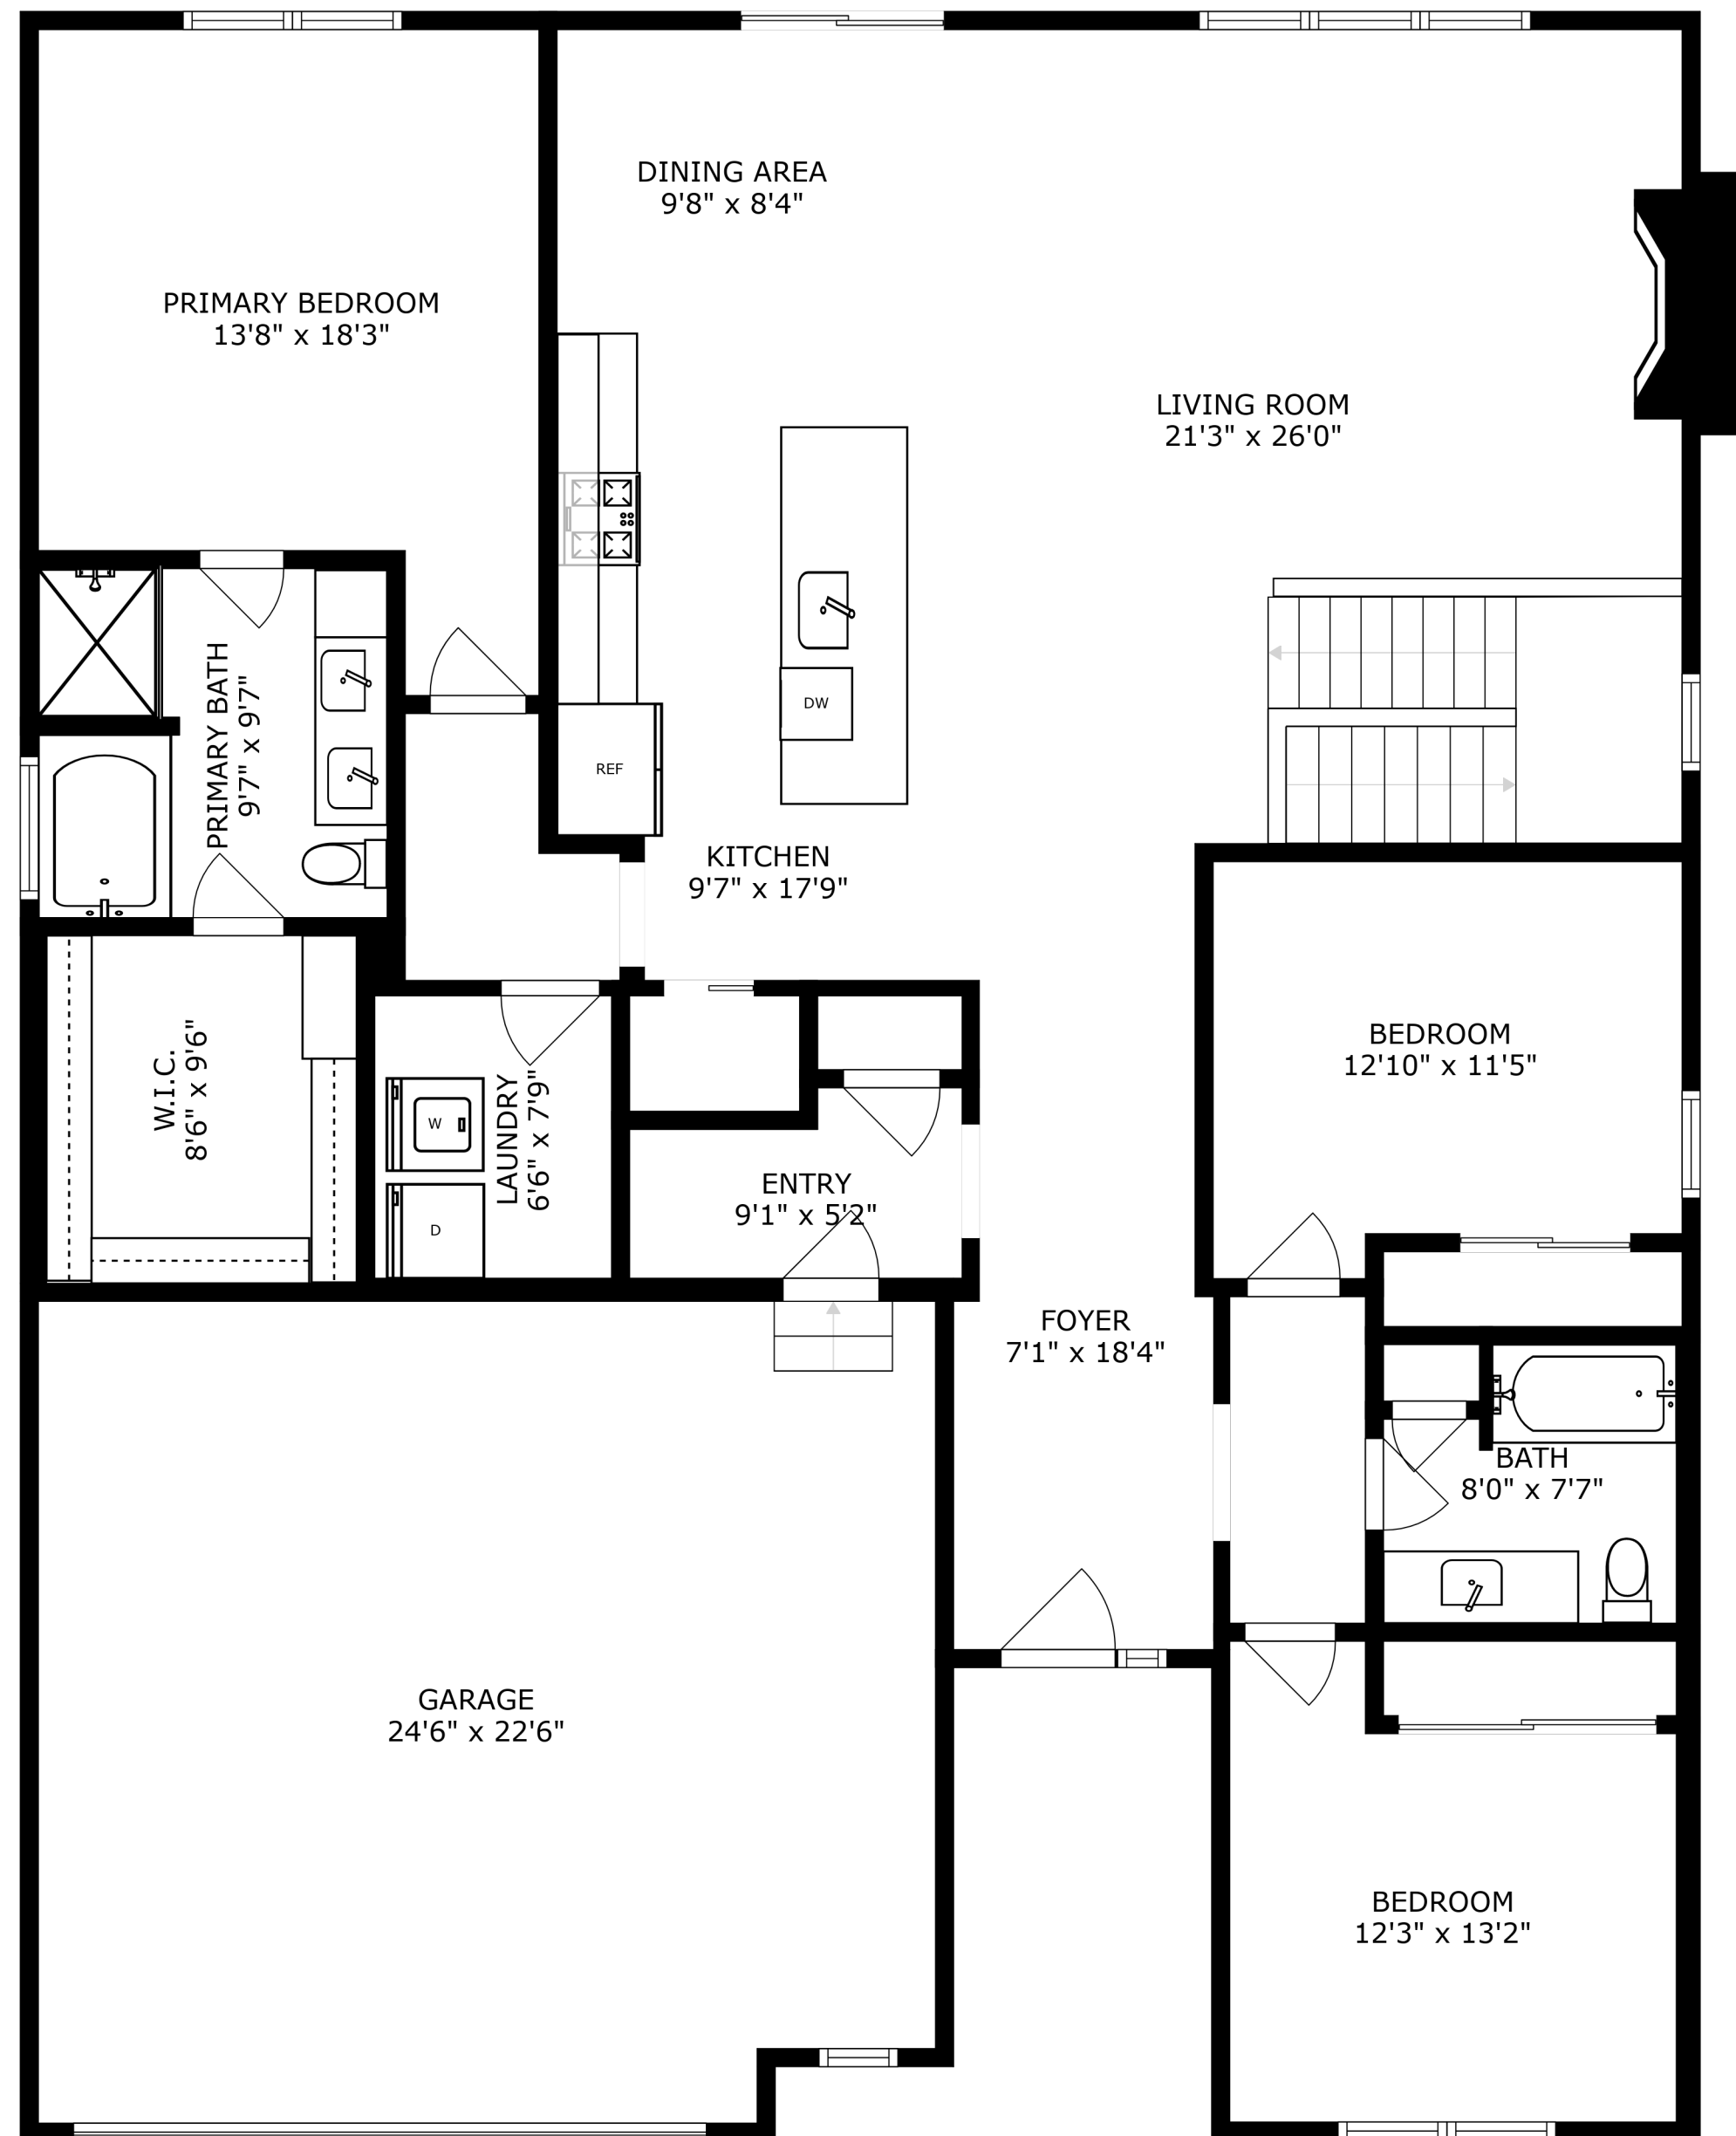 DINING AREA
9'8" x 8'4"
PRIMARY BEDROOM
13'8" x 18'3"
LIVING ROOM
21'3" x 26'0"
PRIMARY BATH
9'7" x 9'7"
DW
REF
KITCHEN
9'7" x 17'9"
BEDROOM
12'10" x 11'5"
W.I.C.
8'6" x 9'6"
LAUNDRY
6'6" x 7'9"
W
D
ENTRY
9'1" x 5'2"
FOYER
7'1" x 18'4"
BATH
8'0" x 7'7"
GARAGE
24'6" x 22'6"
BEDROOM
12'3" x 13'2"